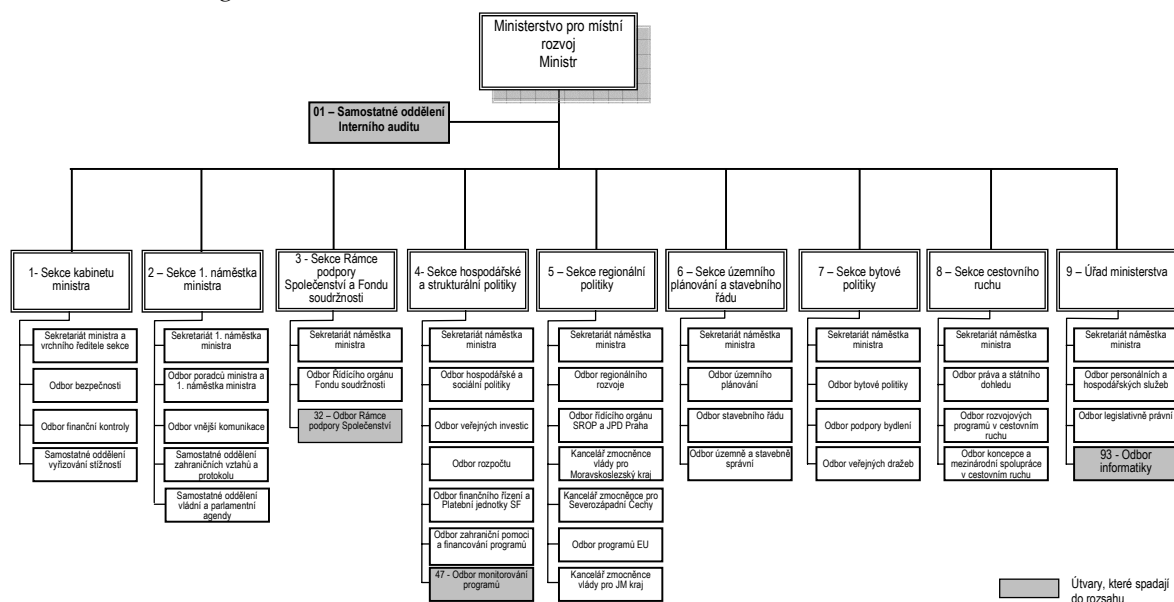 Ministerstvo pro místní
rozvoj
Ministr
01 – Samostatné oddělení
Interního auditu
1- Sekce kabinetu
ministra
2 – Sekce 1. náměstka
ministra
3 - Sekce Rámce
podpory
Společenství a Fondu
soudržnosti
4- Sekce hospodářské
a strukturální politiky
5 – Sekce regionální
politiky
6 – Sekce územního
plánování a stavebního
řádu
7 – Sekce bytové
politiky
8 – Sekce cestovního
ruchu
9 – Úřad ministerstva
Sekretariát ministra a
vrchního ředitele sekce
Odbor bezpečnosti
Odbor finanční kontroly
Samostatné oddělení
vyřizování stížností
Sekretariát 1. náměstka
ministra
Odbor poradců ministra a
1. náměstka ministra
Odbor vnější komunikace
Samostatné oddělení
zahraničních vztahů a
protokolu
Samostatné oddělení
vládní a parlamentní
agendy
Sekretariát náměstka
ministra
Odbor Řídícího orgánu
Fondu soudržnosti
32 – Odbor Rámce
podpory Společenství
Sekretariát náměstka
ministra
Odbor hospodářské a
sociální politiky
Odbor veřejných investic
Odbor rozpočtu
Odbor finančního řízení a
Platební jednotky SF
Odbor zahraniční pomoci
a financování programů
47 - Odbor monitorování
programů
Sekretariát náměstka
ministra
Odbor regionálního
rozvoje
Odbor řídícího orgánu
SROP a JPD Praha
Kancelář zmocněnce
vlády pro
Moravskoslezský kraj
Kancelář zmocněnce pro
Severozápadní Čechy
Odbor programů EU
Kancelář zmocněnce
vlády pro JM kraj
Sekretariát náměstka
ministra
Odbor územního
plánování
Odbor stavebního řádu
Odbor územně a stavebně
správní
Sekretariát náměstka
ministra
Odbor bytové politiky
Odbor podpory bydlení
Odbor veřejných dražeb
Sekretariát náměstka
ministra
Odbor práva a státního
dohledu
Odbor rozvojových
programů v cestovním
ruchu
Odbor koncepce a
mezinárodní spolupráce
v cestovním ruchu
Sekretariát náměstka
ministra
Odbor personálních a
hospodářských služeb
Odbor legislativně právní
93 - Odbor
informatiky
Útvary, které spadají
do rozsahu